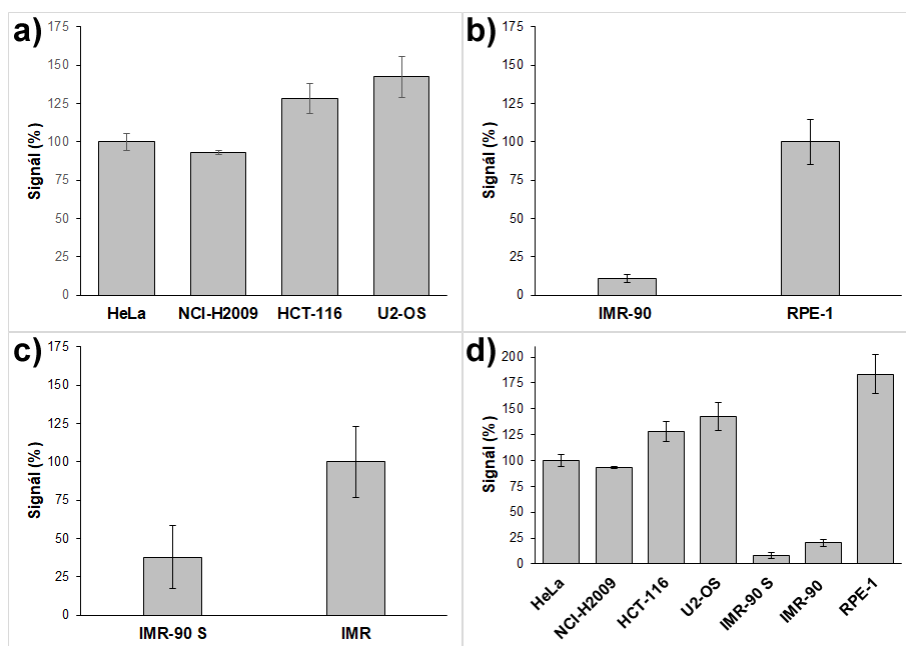 a)
175
150
125
100
75
50
25
0
Signál (%)
HeLa NCI-H2009 HCT-116 U2-OS
b)
175
150
125
100
75
50
25
0
Signál (%)
IMR-90 RPE-1
c)
175
150
125
100
75
50
25
0
Signál (%)
IMR-90 S IMR
d)
200
175
150
125
100
75
50
25
0
Signál (%)
HeLa NCI-H2009 HCT-116 U2-OS IMR-90 S IMR-90 RPE-1